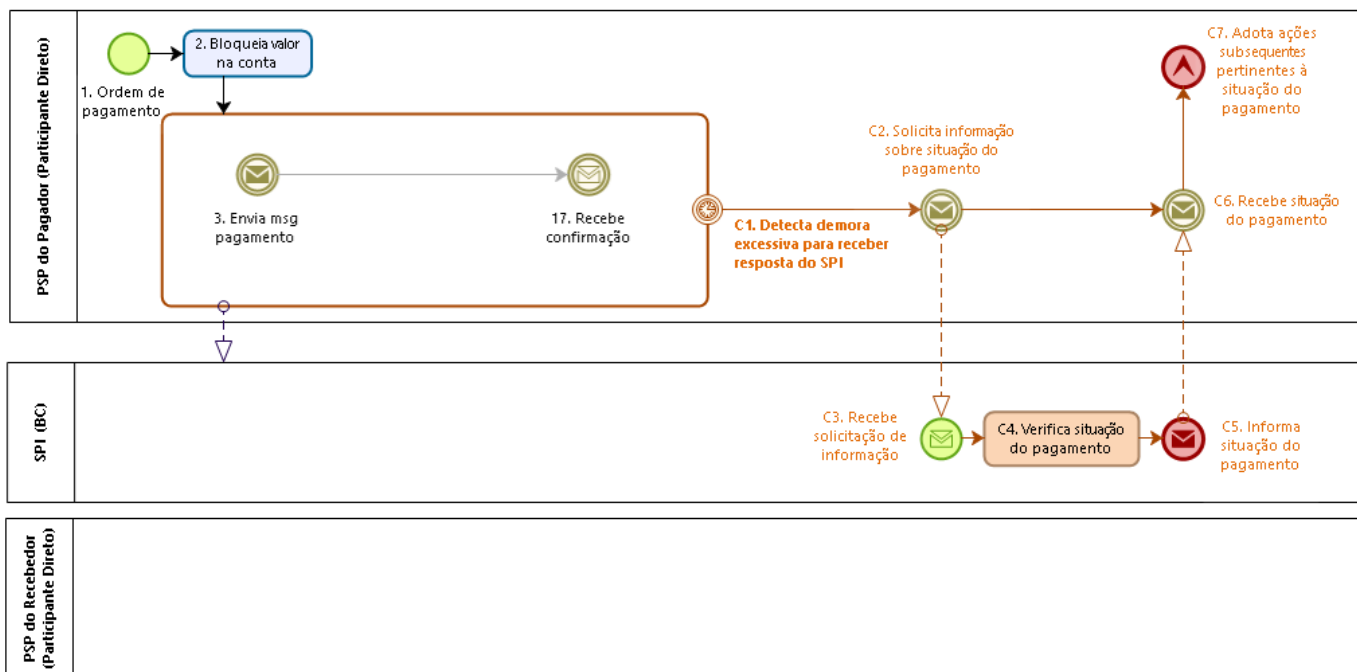 PSP do Pagador (Participante Direto)
1. Ordem de
pagamento
2. Bloqueia valor
na conta
3. Envia msg
pagamento
17. Recebe
confirmação
C1. Detecta demora
excessiva para receber
resposta do SPI
C2. Solicita informação
sobre situação do
pagamento
C7. Adota ações
subsequentes
pertinentes à
situação do
pagamento
C6. Recebe situação
do pagamento
SPI (BC)
C3. Recebe
solicitação de
informação
C4. Verifica situação
do pagamento
C5. Informa
situação do
pagamento
PSP do Recebedor
(Participante Direto)